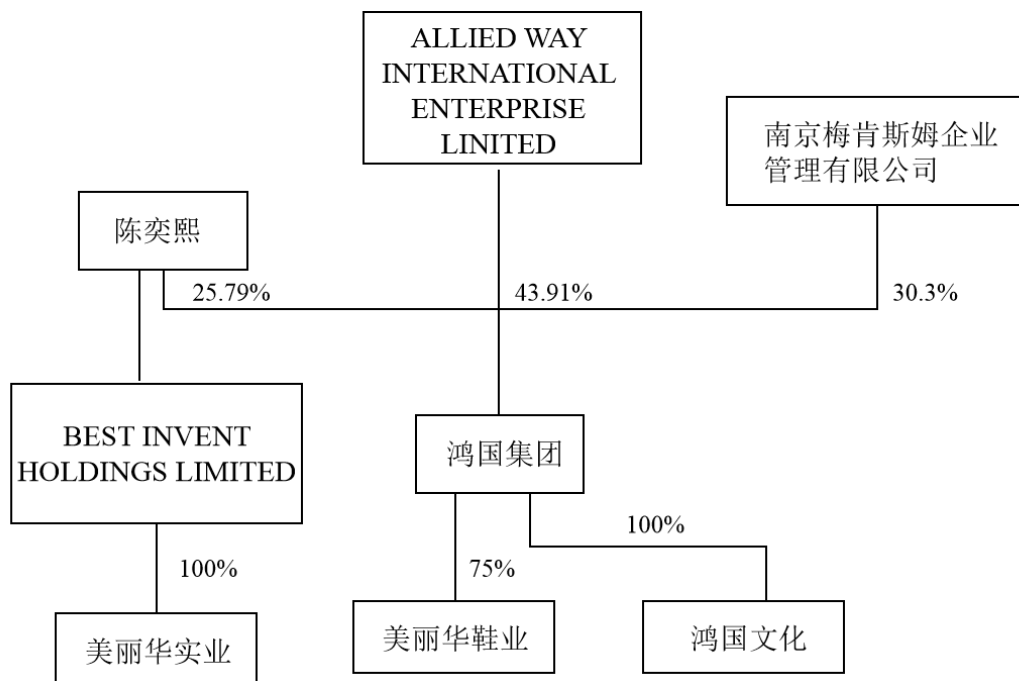 ALLIED WAY
INTERNATIONAL
ENTERPRISE
LINITED
南京梅肯斯姆企业
管理有限公司
陈奕熙
25.79%
43.91%
30.3%
BEST INVENT
HOLDINGS LIMITED
鸿国集团
100%
75%
100%
美丽华实业
美丽华鞋业
鸿国文化